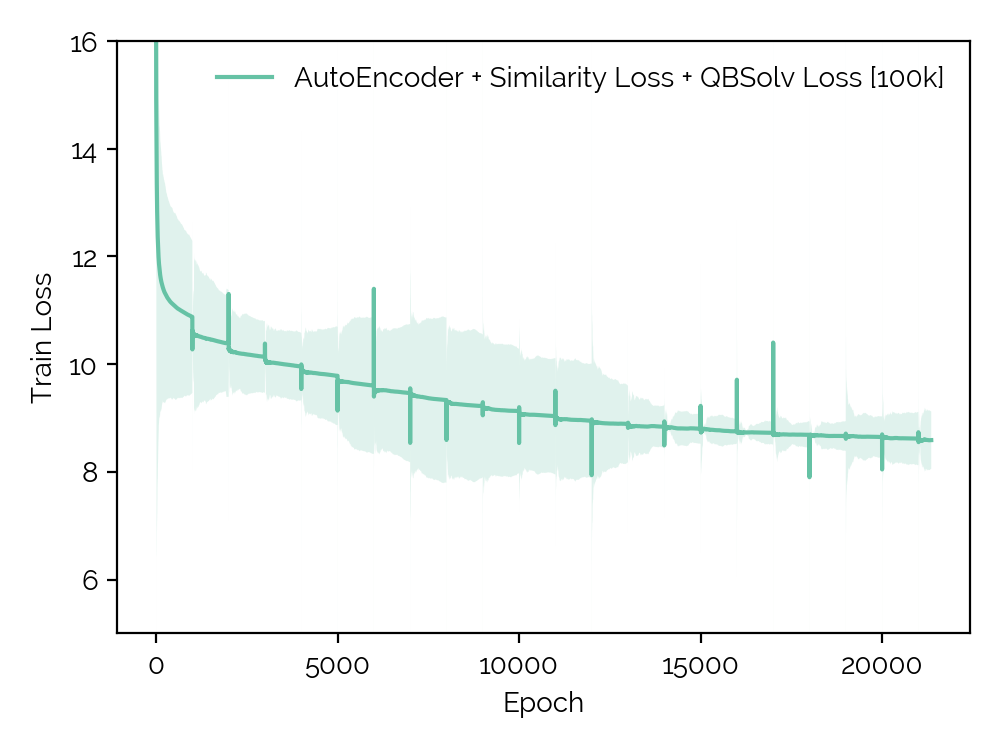 AutoEncoder + Similarity Loss + QBSolv Loss [100k]
16
14
12
10
8
6
Train Loss
0 5000 10000 15000 20000
Epoch